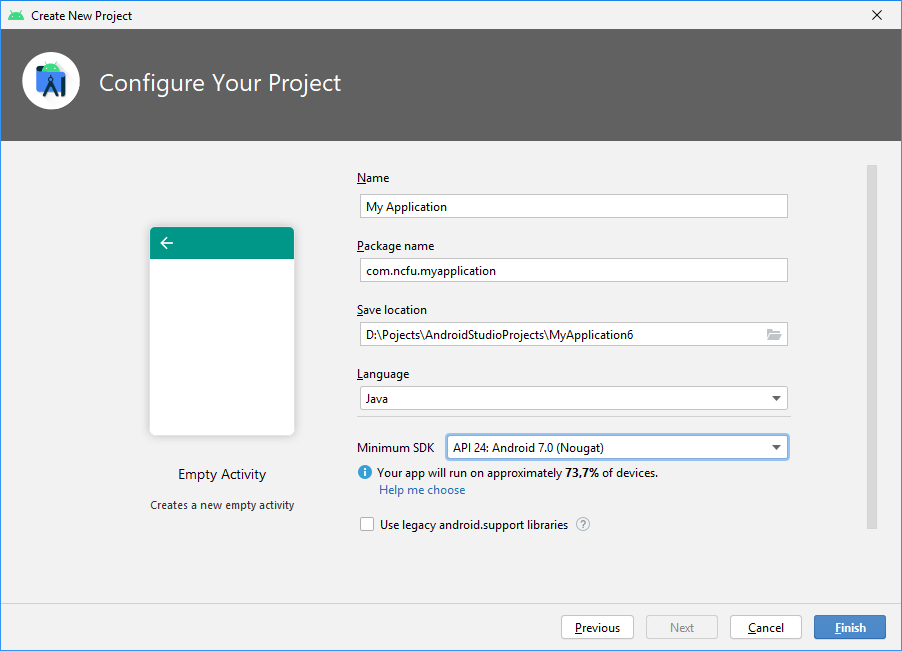 Create New Project
Configure Your Project
Name
My Application
Package name
com.ncfu.myapplication
Save location
D:\Pojects\AndroidStudioProjects\MyApplication6
Language
Java
Minimum SDK API 24: Android 7.0 (Nougat)
Your app will run on approximately 73,7% of devices.
Help me choose
Use legacy android.support libraries ?
Empty Activity
Creates a new empty activity
Previous Next Cancel Finish